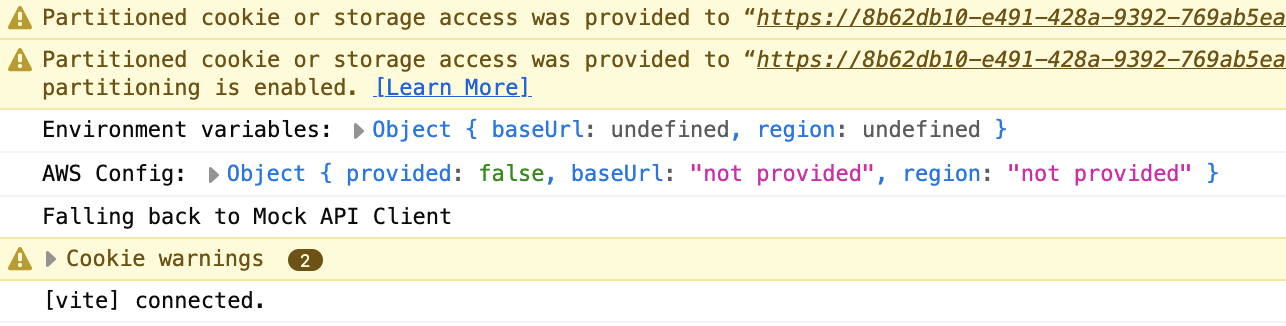 Partitioned cookie or storage access was provided to “https://8b62db10-e491-428a-9392-769ab5ea
Partitioned cookie or storage access was provided to “https://8b62db10-e491-428a-9392-769ab5ea
partitioning is enabled. [Learn More]
Environment variables: Object { baseUrl: undefined, region: undefined }
AWS Config: Object { provided: false, baseUrl: "not provided", region: "not provided" }
Falling back to Mock API Client
Cookie warnings 2
[vite] connected.